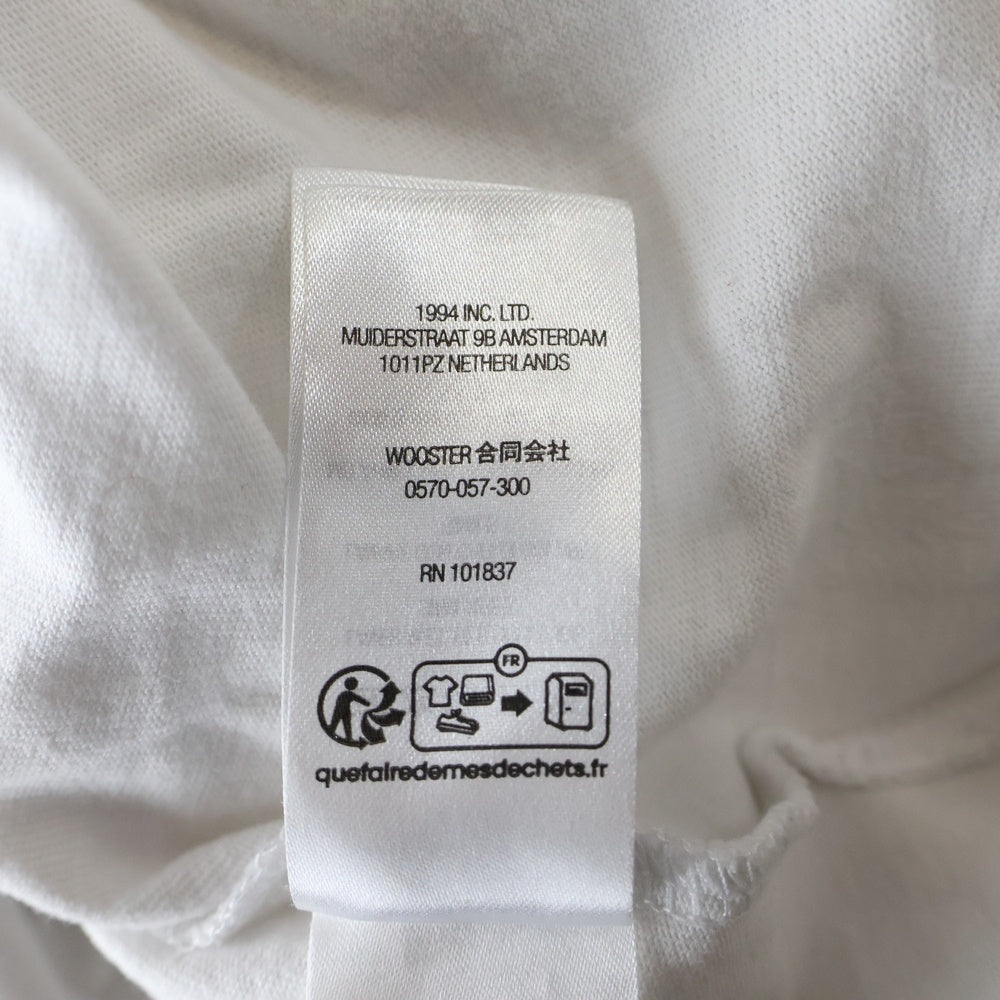 1994 INC. LTD.
MUIDERSTRAAT 9B AMSTERDAM
1011PZ NETHERLANDS
WOOSTER 合同会社
0570-057-300
RN 101837
FR
quefairedemesdechets.fr